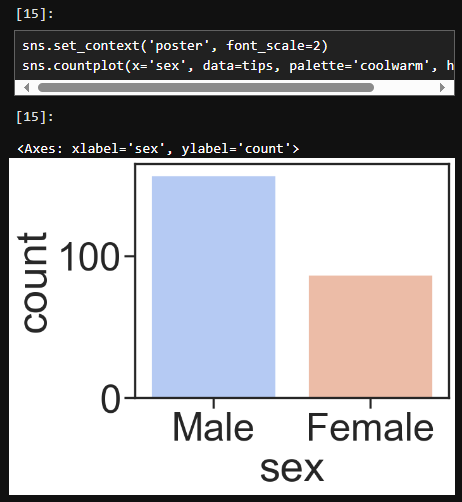 [15]:
sns.set_context('poster', font_scale=2)
sns.countplot(x='sex', data=tips, palette='coolwarm', h
[15]:
<Axes: xlabel='sex', ylabel='count'>
count
100
0
Male Female
sex